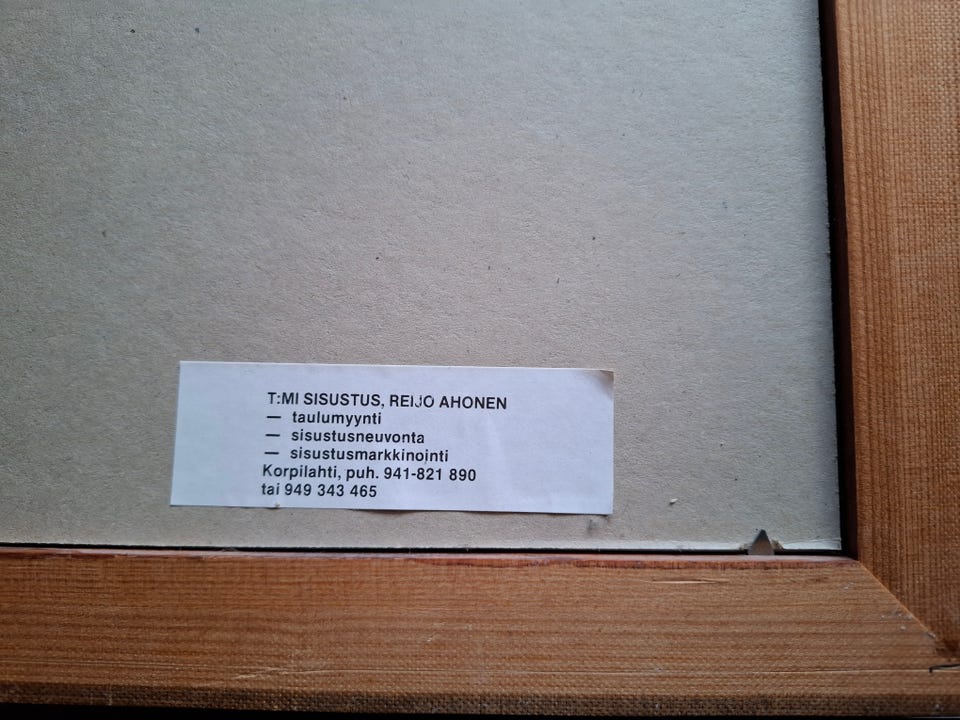 T:MI SISUSTUS, REIJO AHONEN
— taulumyynti
— sisustusneuvonta
— sisustusmarkkinointi
Korpilahti, puh. 941-821 890
tai 949 343 465